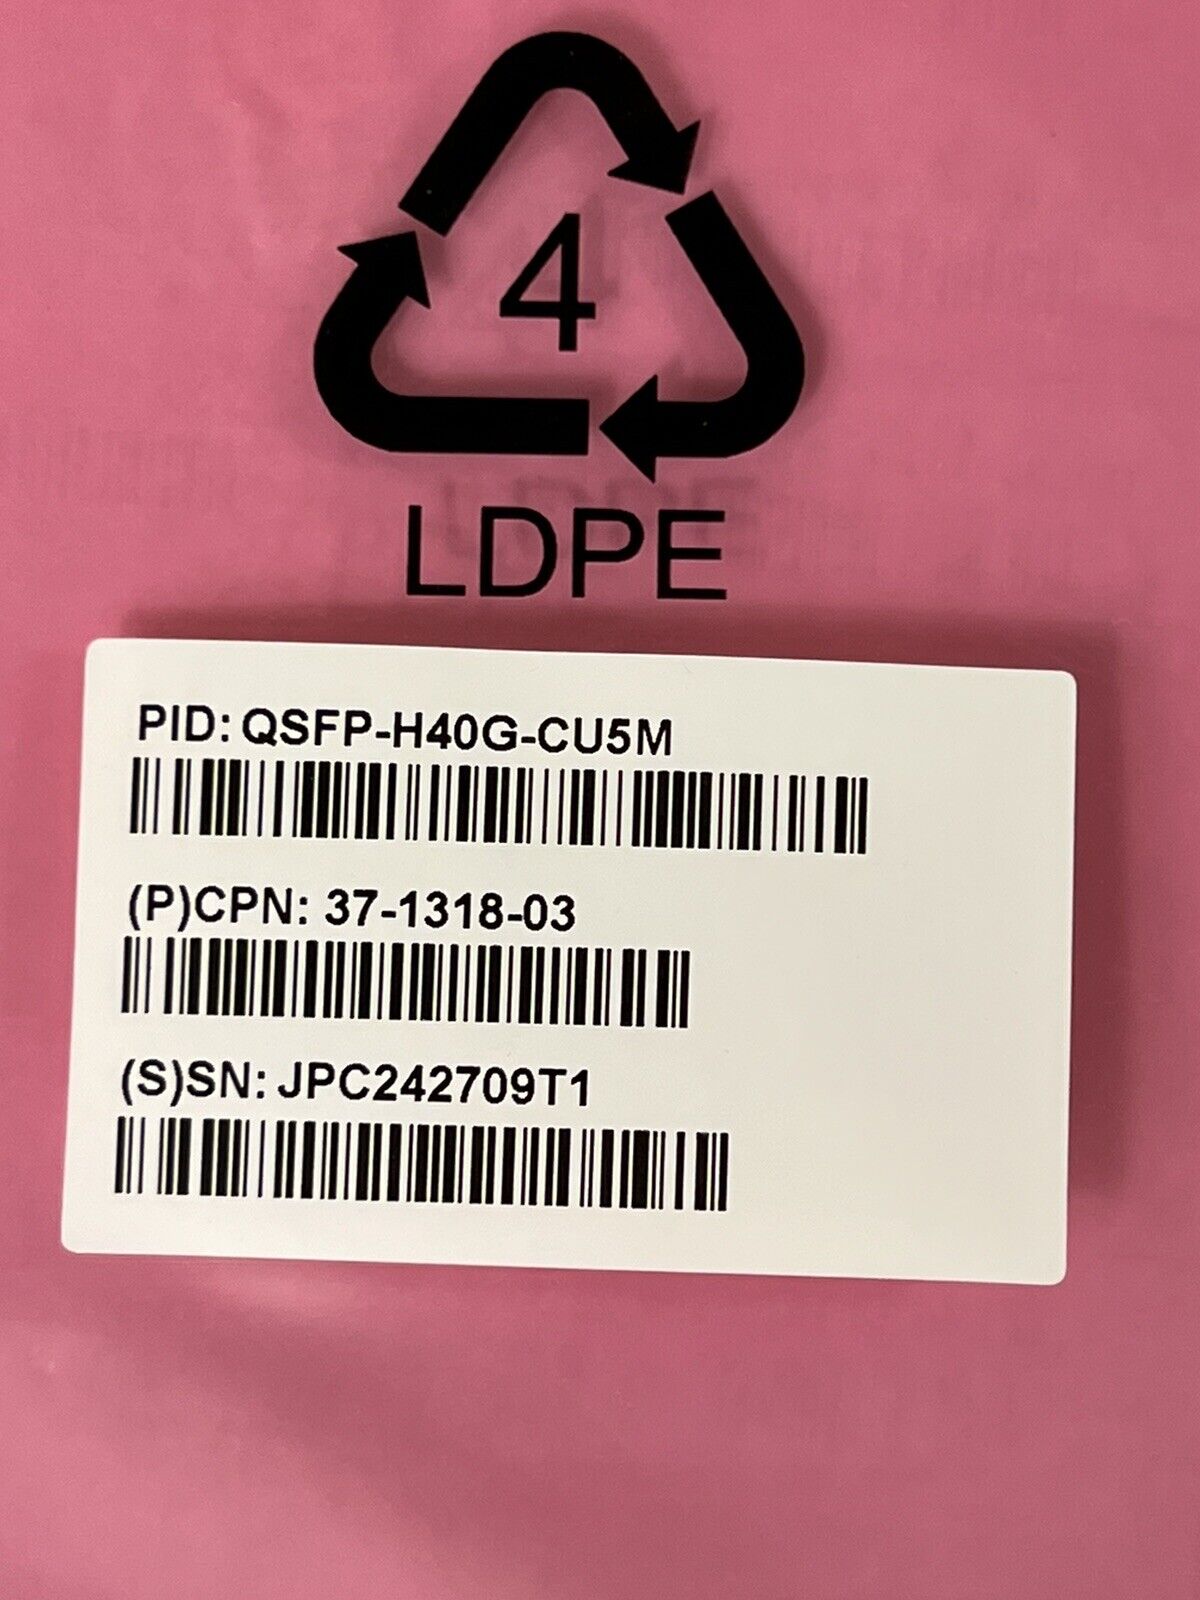 4
LDPE
PID: QSFP-H40G-CU5M
(P)CPN: 37-1318-03
(S)SN: JPC242709T1